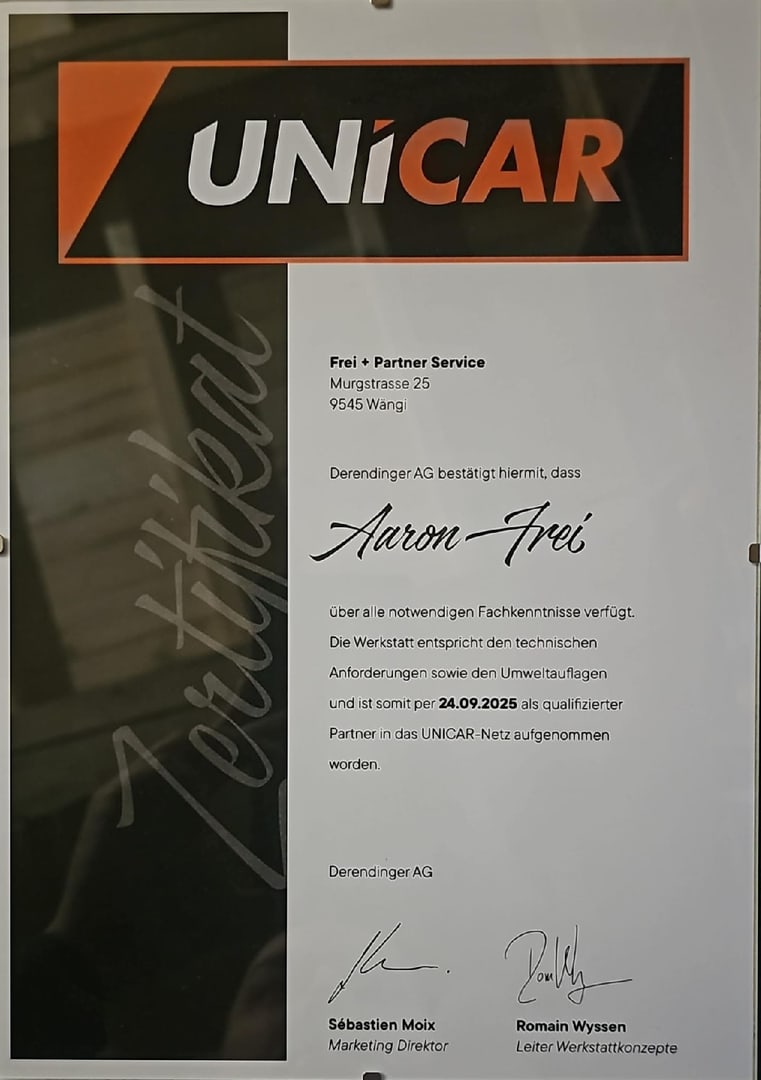 UNiCAR
Zertifikat
Frei + Partner Service
Murgstrasse 25
9545 Wängi
Derendinger AG bestätigt hiermit, dass
Aaron Frei
über alle notwendigen Fachkenntnisse verfügt.
Die Werkstatt entspricht den technischen
Anforderungen sowie den Umweltauflagen
und ist somit per 24.09.2025 als qualifizierter
Partner in das UNICAR-Netz aufgenommen
worden.
Derendinger AG
Sébastien Moix Romain Wyssen
Marketing Direktor Leiter Werkstattkonzepte